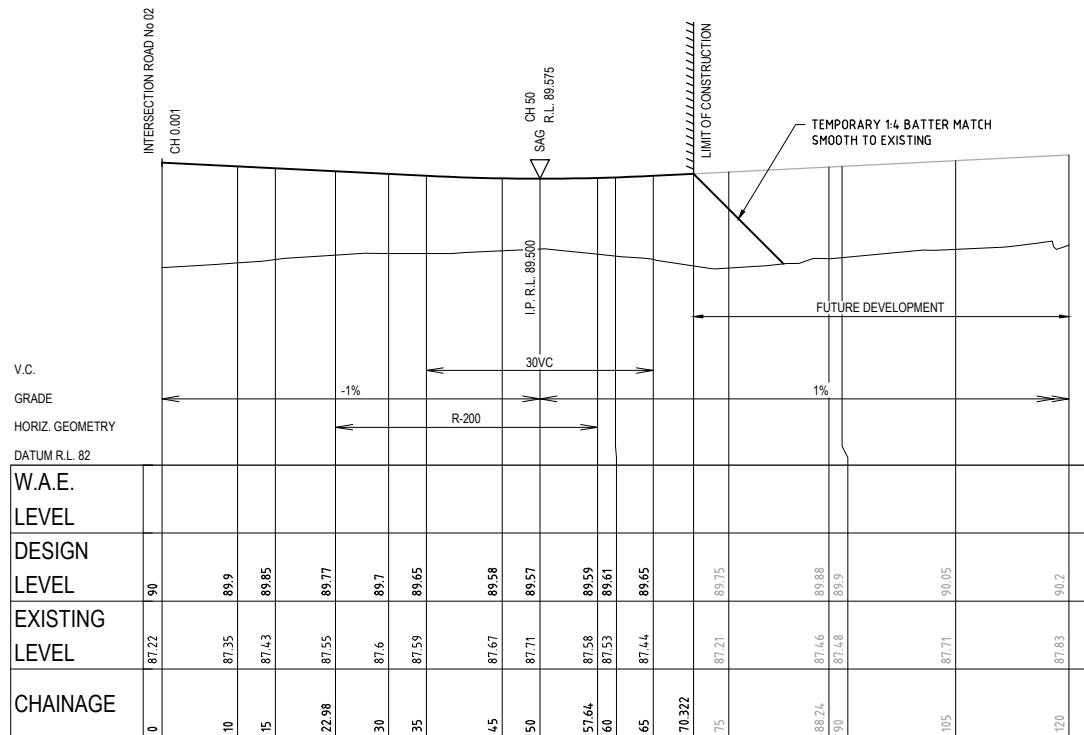 INTERSECTION ROAD No 02
CH 0.001
SAG CH 50
R.L. 89.575
LIMIT OF CONSTRUCTION
TEMPORARY 1:4 BATTER MATCH
SMOOTH TO EXISTING
I.P. R.L. 89.500
FUTURE DEVELOPMENT
V.C. 30VC
GRADE -1% 1%
HORIZ. GEOMETRY R-200
DATUM R.L. 82
W.A.E.
LEVEL
DESIGN
LEVEL 90 89.9 89.85 89.77 89.7 89.65 89.58 89.57 89.59 89.61 89.65 89.75 89.88 89.9 90.05 90.2
EXISTING
LEVEL 87.22 87.35 87.43 87.55 87.6 87.59 87.67 87.71 87.58 87.53 87.44 87.21 87.46 87.48 87.71 87.83
CHAINAGE 0 10 15 22.98 30 35 45 50 57.64 60 65 70.322 75 88.24 90 105 120